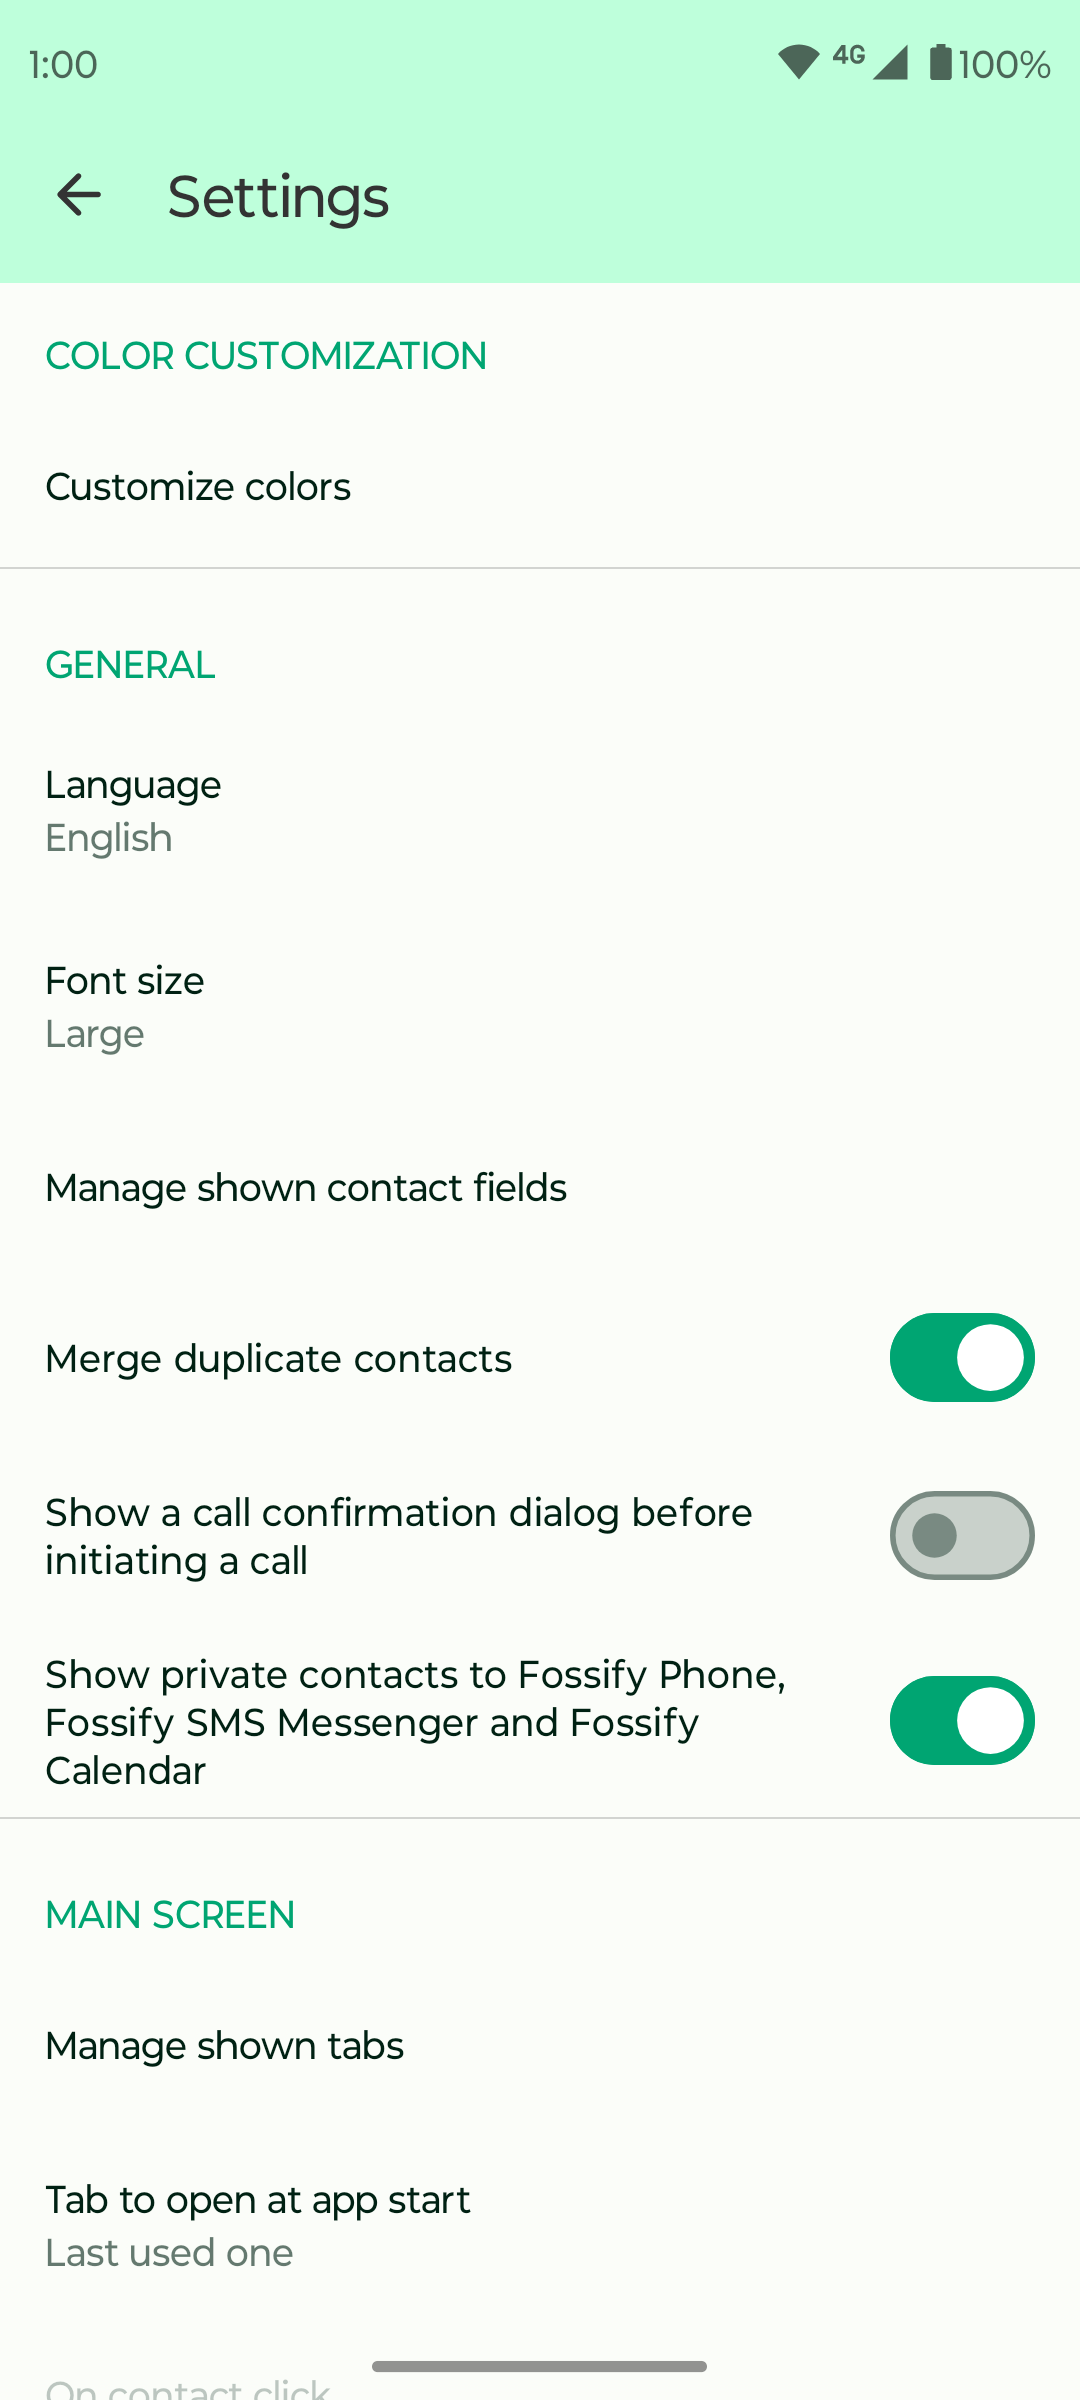 1:00
4G
100%
Settings
COLOR CUSTOMIZATION
Customize colors
GENERAL
Language
English
Font size
Large
Manage shown contact fields
Merge duplicate contacts
Show a call confirmation dialog before
initiating a call
Show private contacts to Fossify Phone,
Fossify SMS Messenger and Fossify
Calendar
MAIN SCREEN
Manage shown tabs
Tab to open at app start
Last used one
On contact click